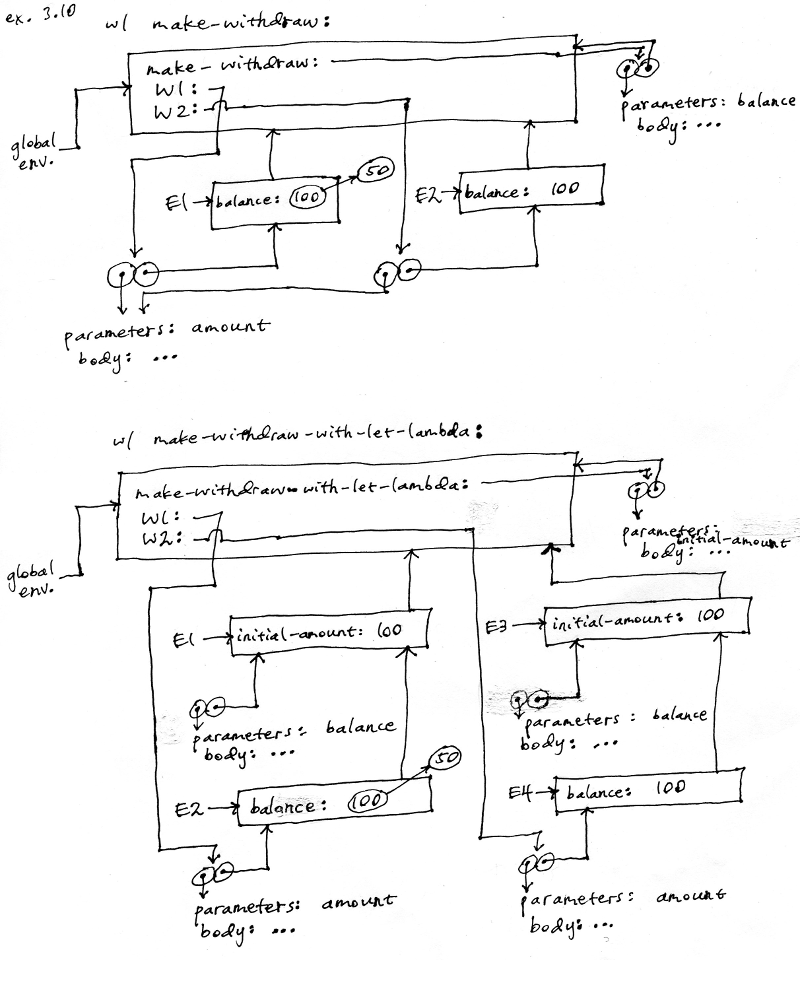 ex. 3.10
w/ make-withdraw:
make-withdraw:
W1:
W2:
parameters: balance
body: ...
global
env.
E1
balance: 100
50
E2
balance: 100
parameters: amount
body: ...
w/ make-withdraw-with-let-lambda:
make-withdraw-with-let-lambda:
W1:
W2:
parameters:
initial-amount
body: ...
global
env.
E1
initial-amount: 100
E3
initial-amount: 100
parameters: balance
body: ...
parameters: balance
body: ...
E2
balance: 100
50
E4
balance: 100
parameters: amount
body: ...
parameters: amount
body: ...